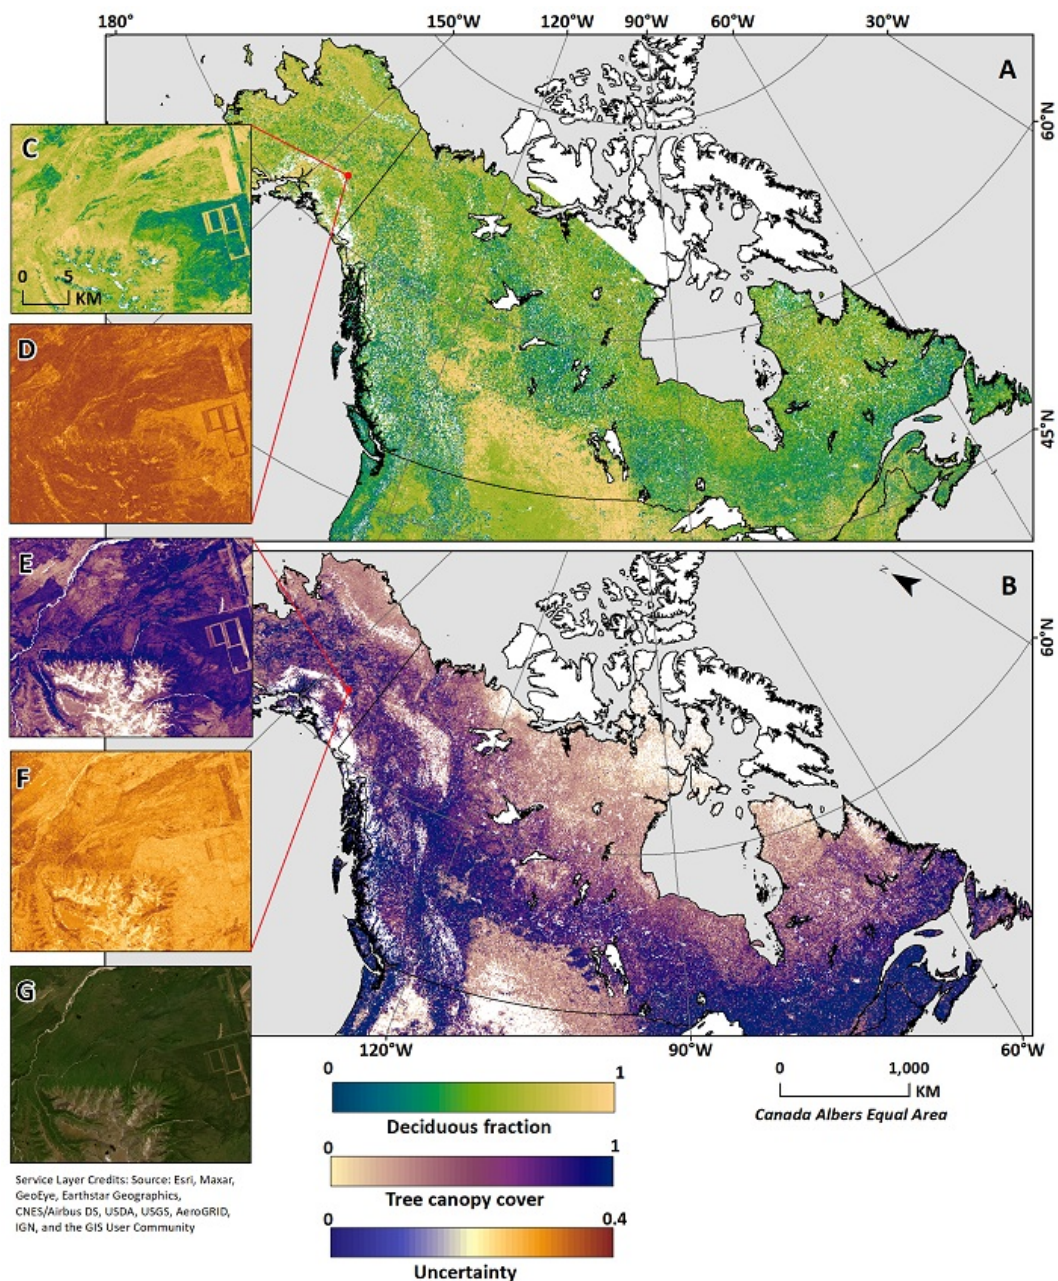 180°
150°W
120°W
90°W
60°W
30°W
A
60°N
C
0 5
KM
D
45°N
E
B
N
60°N
F
G
120°W
90°W
60°W
0 1
Deciduous fraction
0 1,000
KM
Canada Albers Equal Area
0 1
Tree canopy cover
0 0.4
Uncertainty
Service Layer Credits: Source: Esri, Maxar,
GeoEye, Earthstar Geographics,
CNES/Airbus DS, USDA, USGS, AeroGRID,
IGN, and the GIS User Community